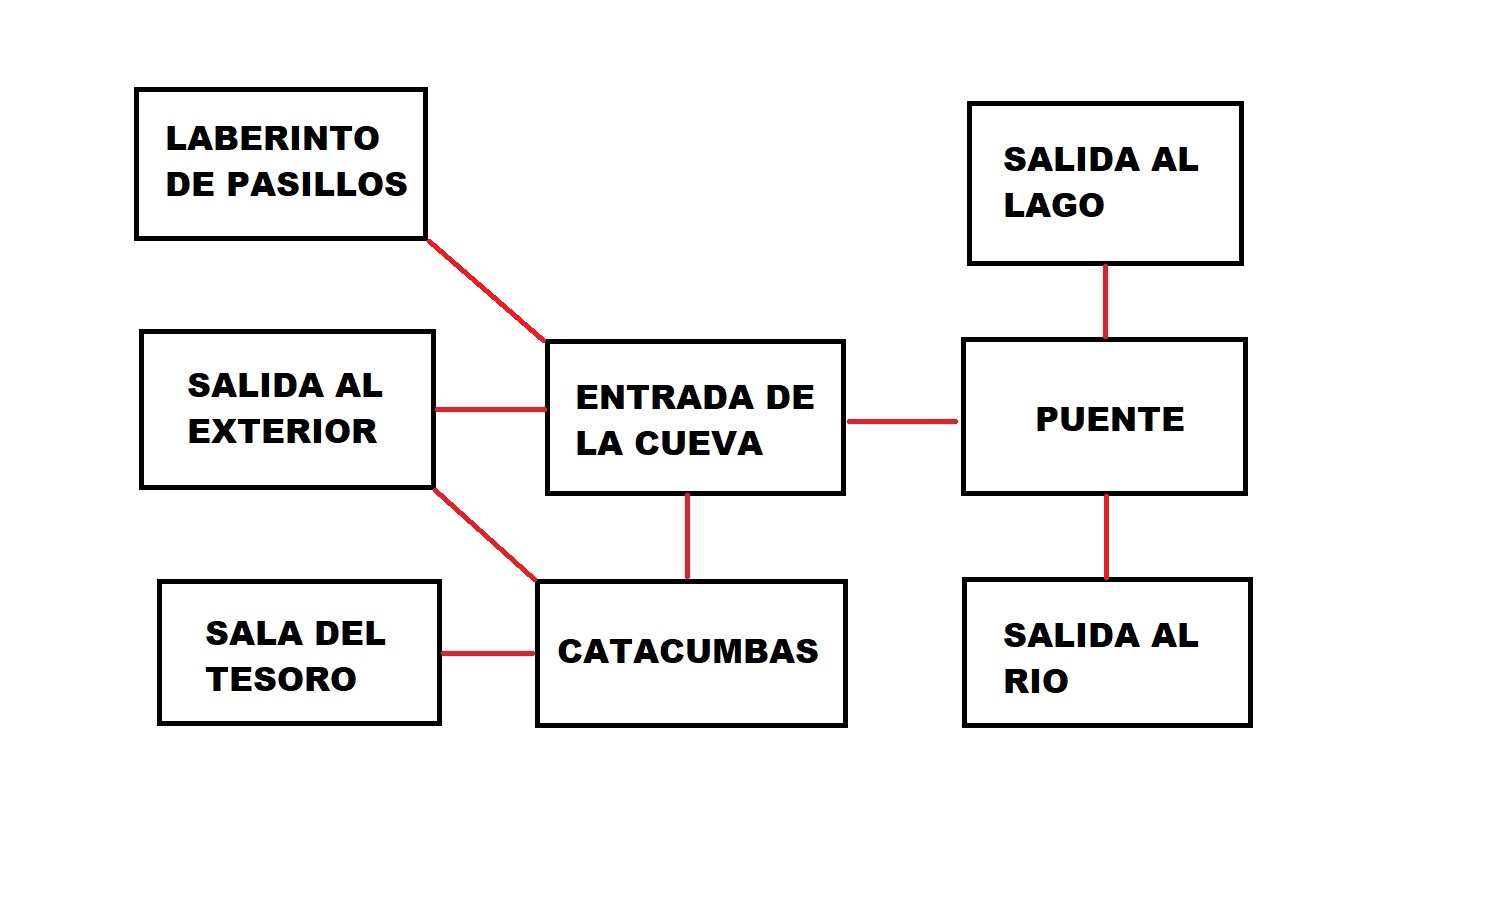 LABERINTO
DE PASILLOS
SALIDA AL
LAGO
SALIDA AL
EXTERIOR
ENTRADA DE
LA CUEVA
PUENTE
SALA DEL
TESORO
CATACUMBAS
SALIDA AL
RIO